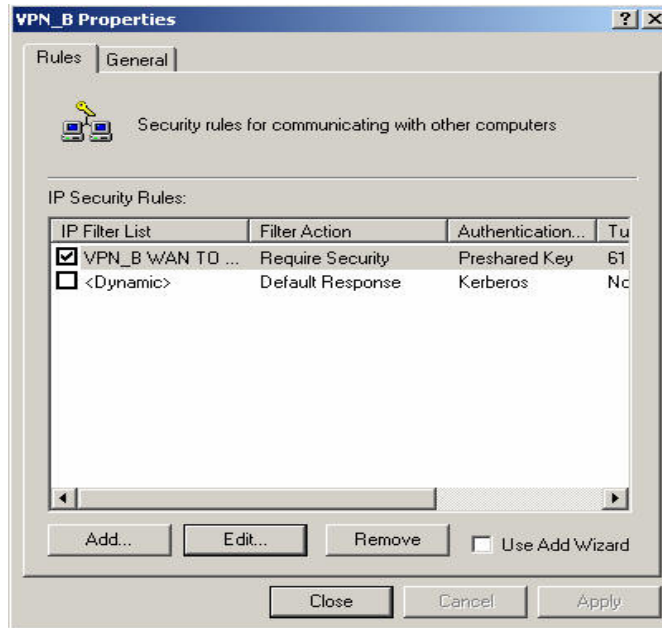 VPN_B Properties
Rules General
Security rules for communicating with other computers
IP Security Rules:
IP Filter List Filter Action Authentication... Tu
VPN_B WAN TO ... Require Security Preshared Key 61
<Dynamic> Default Response Kerberos Nc
Add... Edit... Remove Use Add Wizard
Close Cancel Apply